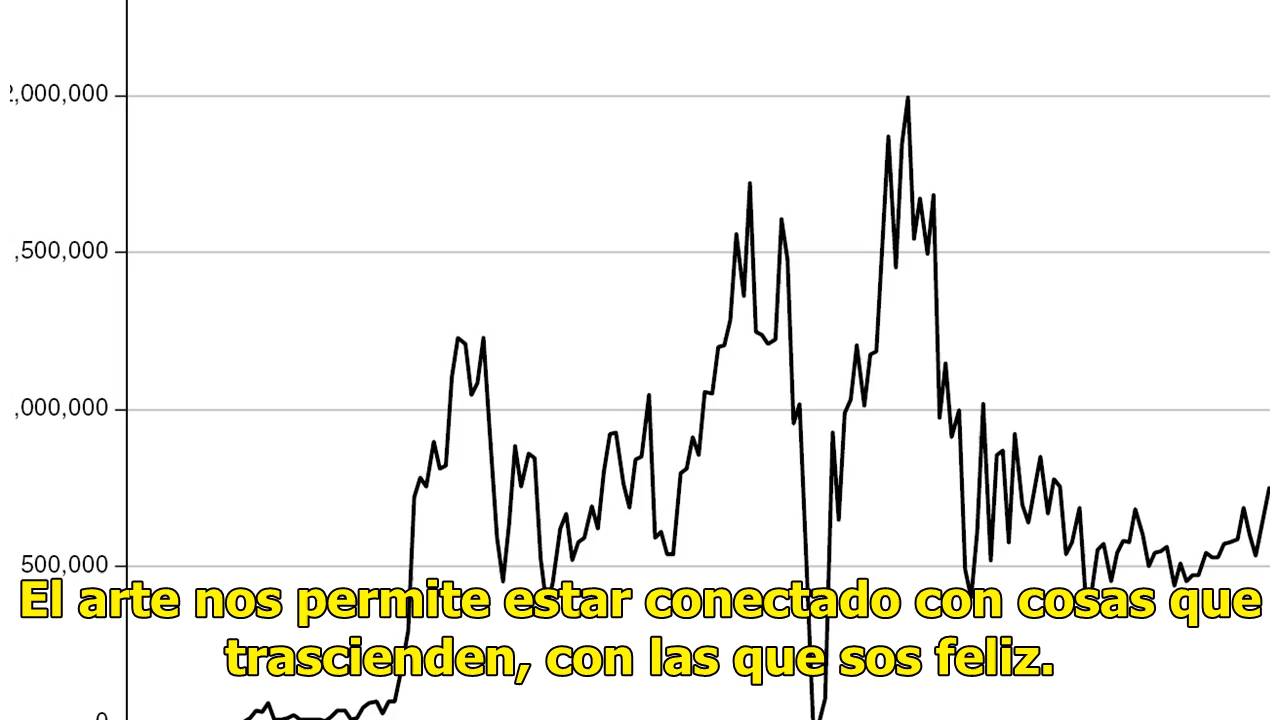 2,000,000
,500,000
,000,000
500,000
El arte nos permite estar conectado con cosas que
trascienden, con las que sos feliz.
0